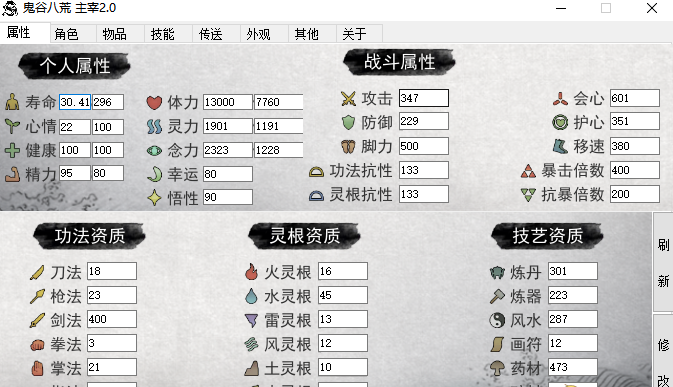 鬼谷八荒 主宰2.0
属性 角色 物品 技能 传送 外观 其他 关于
个人属性 战斗属性
寿命 30.41 296 体力 13000 7760 攻击 347 会心 601
心情 22 100 灵力 1901 1191 防御 229 护心 351
健康 100 100 念力 2323 1228 脚力 500 移速 380
精力 95 80 幸运 80 功法抗性 133 暴击倍数 400
悟性 90 灵根抗性 133 抗暴倍数 200
功法资质 灵根资质 技艺资质
刀法 18 火灵根 16 炼丹 301
枪法 23 水灵根 45 炼器 223
剑法 400 雷灵根 13 风水 287
拳法 3 风灵根 12 画符 12
掌法 21 土灵根 10 药材 473
刷新
修改